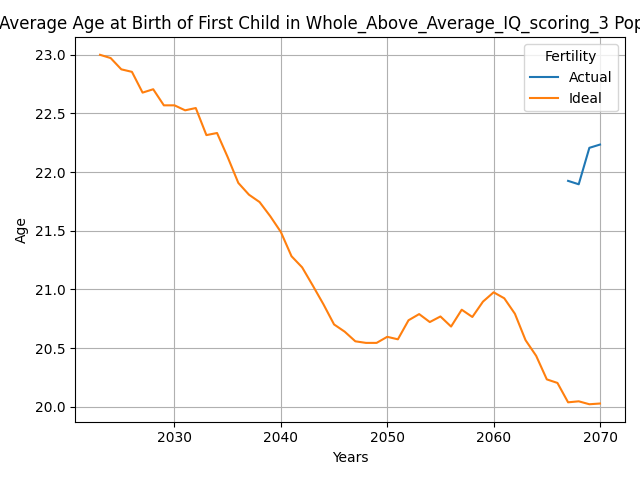 Average Age at Birth of First Child in Whole_Above_Average_IQ_scoring_3 Pop
Fertility
Actual
Ideal
23.0
22.5
22.0
21.5
21.0
20.5
20.0
Age
2030 2040 2050 2060 2070
Years